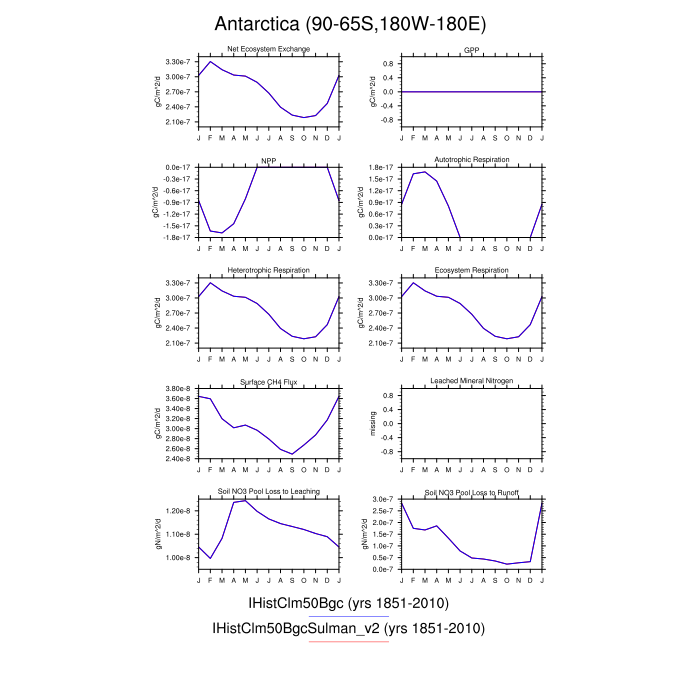 Antarctica (90-65S,180W-180E)
Net Ecosystem Exchange
gC/m^2/d
3.30e-7
3.00e-7
2.70e-7
2.40e-7
2.10e-7
J F M A M J J A S O N D J
GPP
gC/m^2/d
0.8
0.4
0.0
-0.4
-0.8
J F M A M J J A S O N D J
NPP
gC/m^2/d
0.0e-17
-0.3e-17
-0.6e-17
-0.9e-17
-1.2e-17
-1.5e-17
-1.8e-17
J F M A M J J A S O N D J
Autotrophic Respiration
gC/m^2/d
1.8e-17
1.5e-17
1.2e-17
0.9e-17
0.6e-17
0.3e-17
0.0e-17
J F M A M J J A S O N D J
Heterotrophic Respiration
gC/m^2/d
3.30e-7
3.00e-7
2.70e-7
2.40e-7
2.10e-7
J F M A M J J A S O N D J
Ecosystem Respiration
gC/m^2/d
3.30e-7
3.00e-7
2.70e-7
2.40e-7
2.10e-7
J F M A M J J A S O N D J
Surface CH4 Flux
gC/m^2/d
3.80e-8
3.60e-8
3.40e-8
3.20e-8
3.00e-8
2.80e-8
2.60e-8
2.40e-8
J F M A M J J A S O N D J
Leached Mineral Nitrogen
missing
0.8
0.4
0.0
-0.4
-0.8
J F M A M J J A S O N D J
Soil NO3 Pool Loss to Leaching
gN/m^2/d
1.20e-8
1.10e-8
1.00e-8
J F M A M J J A S O N D J
Soil NO3 Pool Loss to Runoff
gN/m^2/d
3.0e-7
2.5e-7
2.0e-7
1.5e-7
1.0e-7
0.5e-7
0.0e-7
J F M A M J J A S O N D J
IHistClm50Bgc (yrs 1851-2010)
IHistClm50BgcSulman_v2 (yrs 1851-2010)